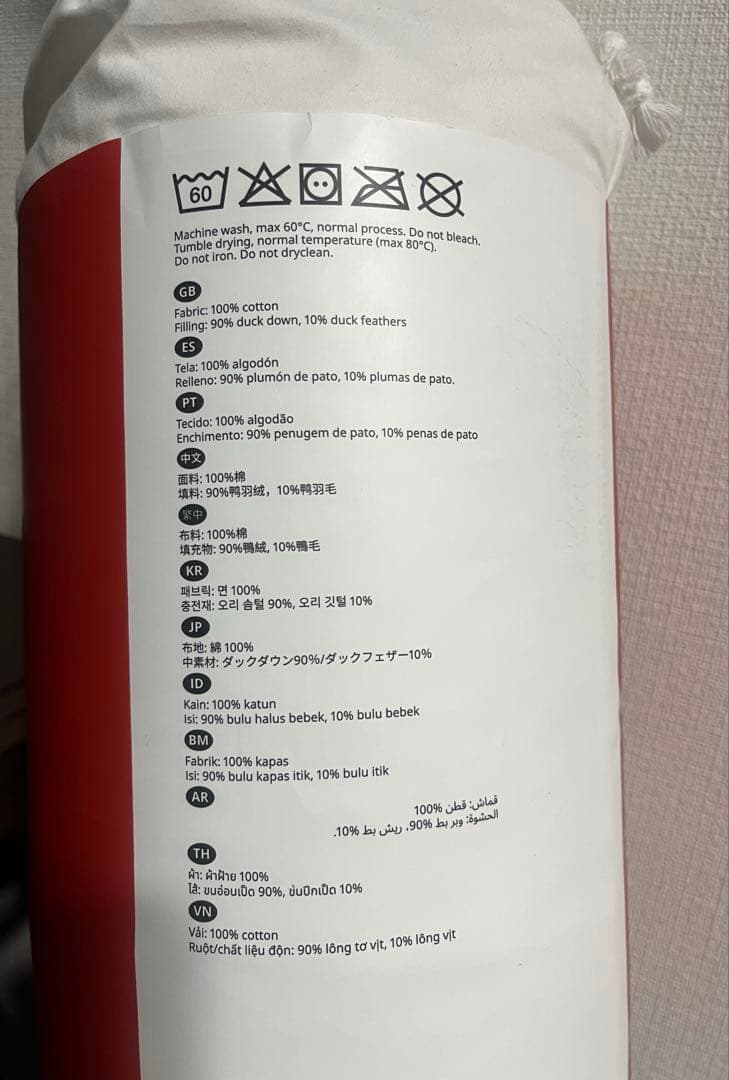 60
Machine wash, max 60°C, normal process. Do not bleach.
Tumble drying, normal temperature (max 80°C).
Do not iron. Do not dryclean.
GB
Fabric: 100% cotton
Filling: 90% duck down, 10% duck feathers
ES
Tela: 100% algodón
Relleno: 90% plumón de pato, 10% plumas de pato.
PT
Tecido: 100% algodão
Enchimento: 90% penugem de pato, 10% penas de pato
中文
面料: 100%棉
填料: 90%鸭羽绒，10%鸭羽毛
繁中
布料: 100%棉
填充物: 90%鴨絨, 10%鴨毛
KR
패브릭: 면 100%
충전재: 오리 솜털 90%, 오리 깃털 10%
JP
布地: 綿 100%
中素材: ダックダウン90%/ダックフェザー10%
ID
Kain: 100% katun
Isi: 90% bulu halus bebek, 10% bulu bebek
BM
Fabrik: 100% kapas
Isi: 90% bulu kapas itik, 10% bulu itik
AR
قماش: قطن 100%
الحشوة: وبر بط 90%، ريش بط 10%.
TH
ผ้า: ผ้าฝ้าย 100%
ไส้: ขนอ่อนเป็ด 90%, ขนปีกเป็ด 10%
VN
Vải: 100% cotton
Ruột/chất liệu độn: 90% lông tơ vịt, 10% lông vịt